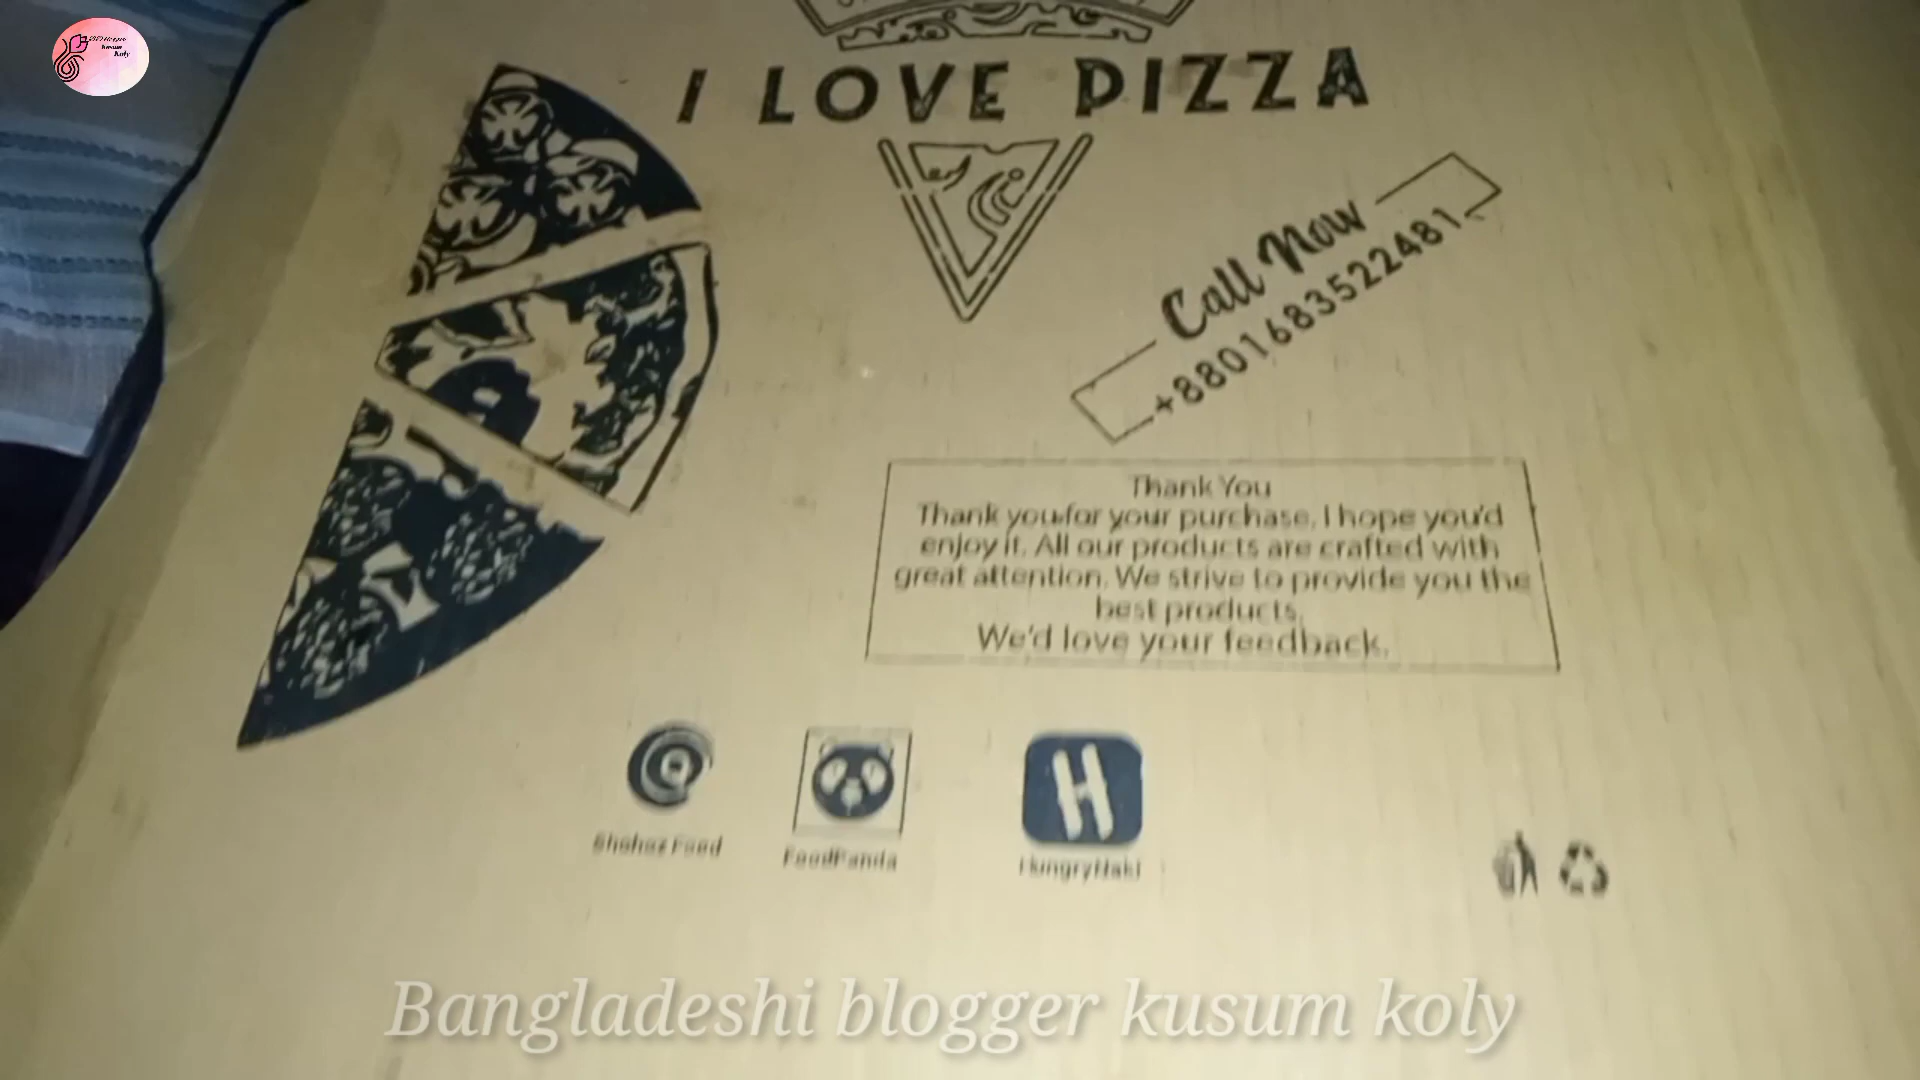 I LOVE PIZZA
Call Now
+8801683522481
Thank You
Thank you for your purchase. I hope you'd
enjoy it. All our products are crafted with
great attention. We strive to provide you the
best products.
We'd love your feedback.
Shohoz Food
FoodPanda
HungryNaki
H
kusum
Koly
Bangladeshi blogger kusum koly